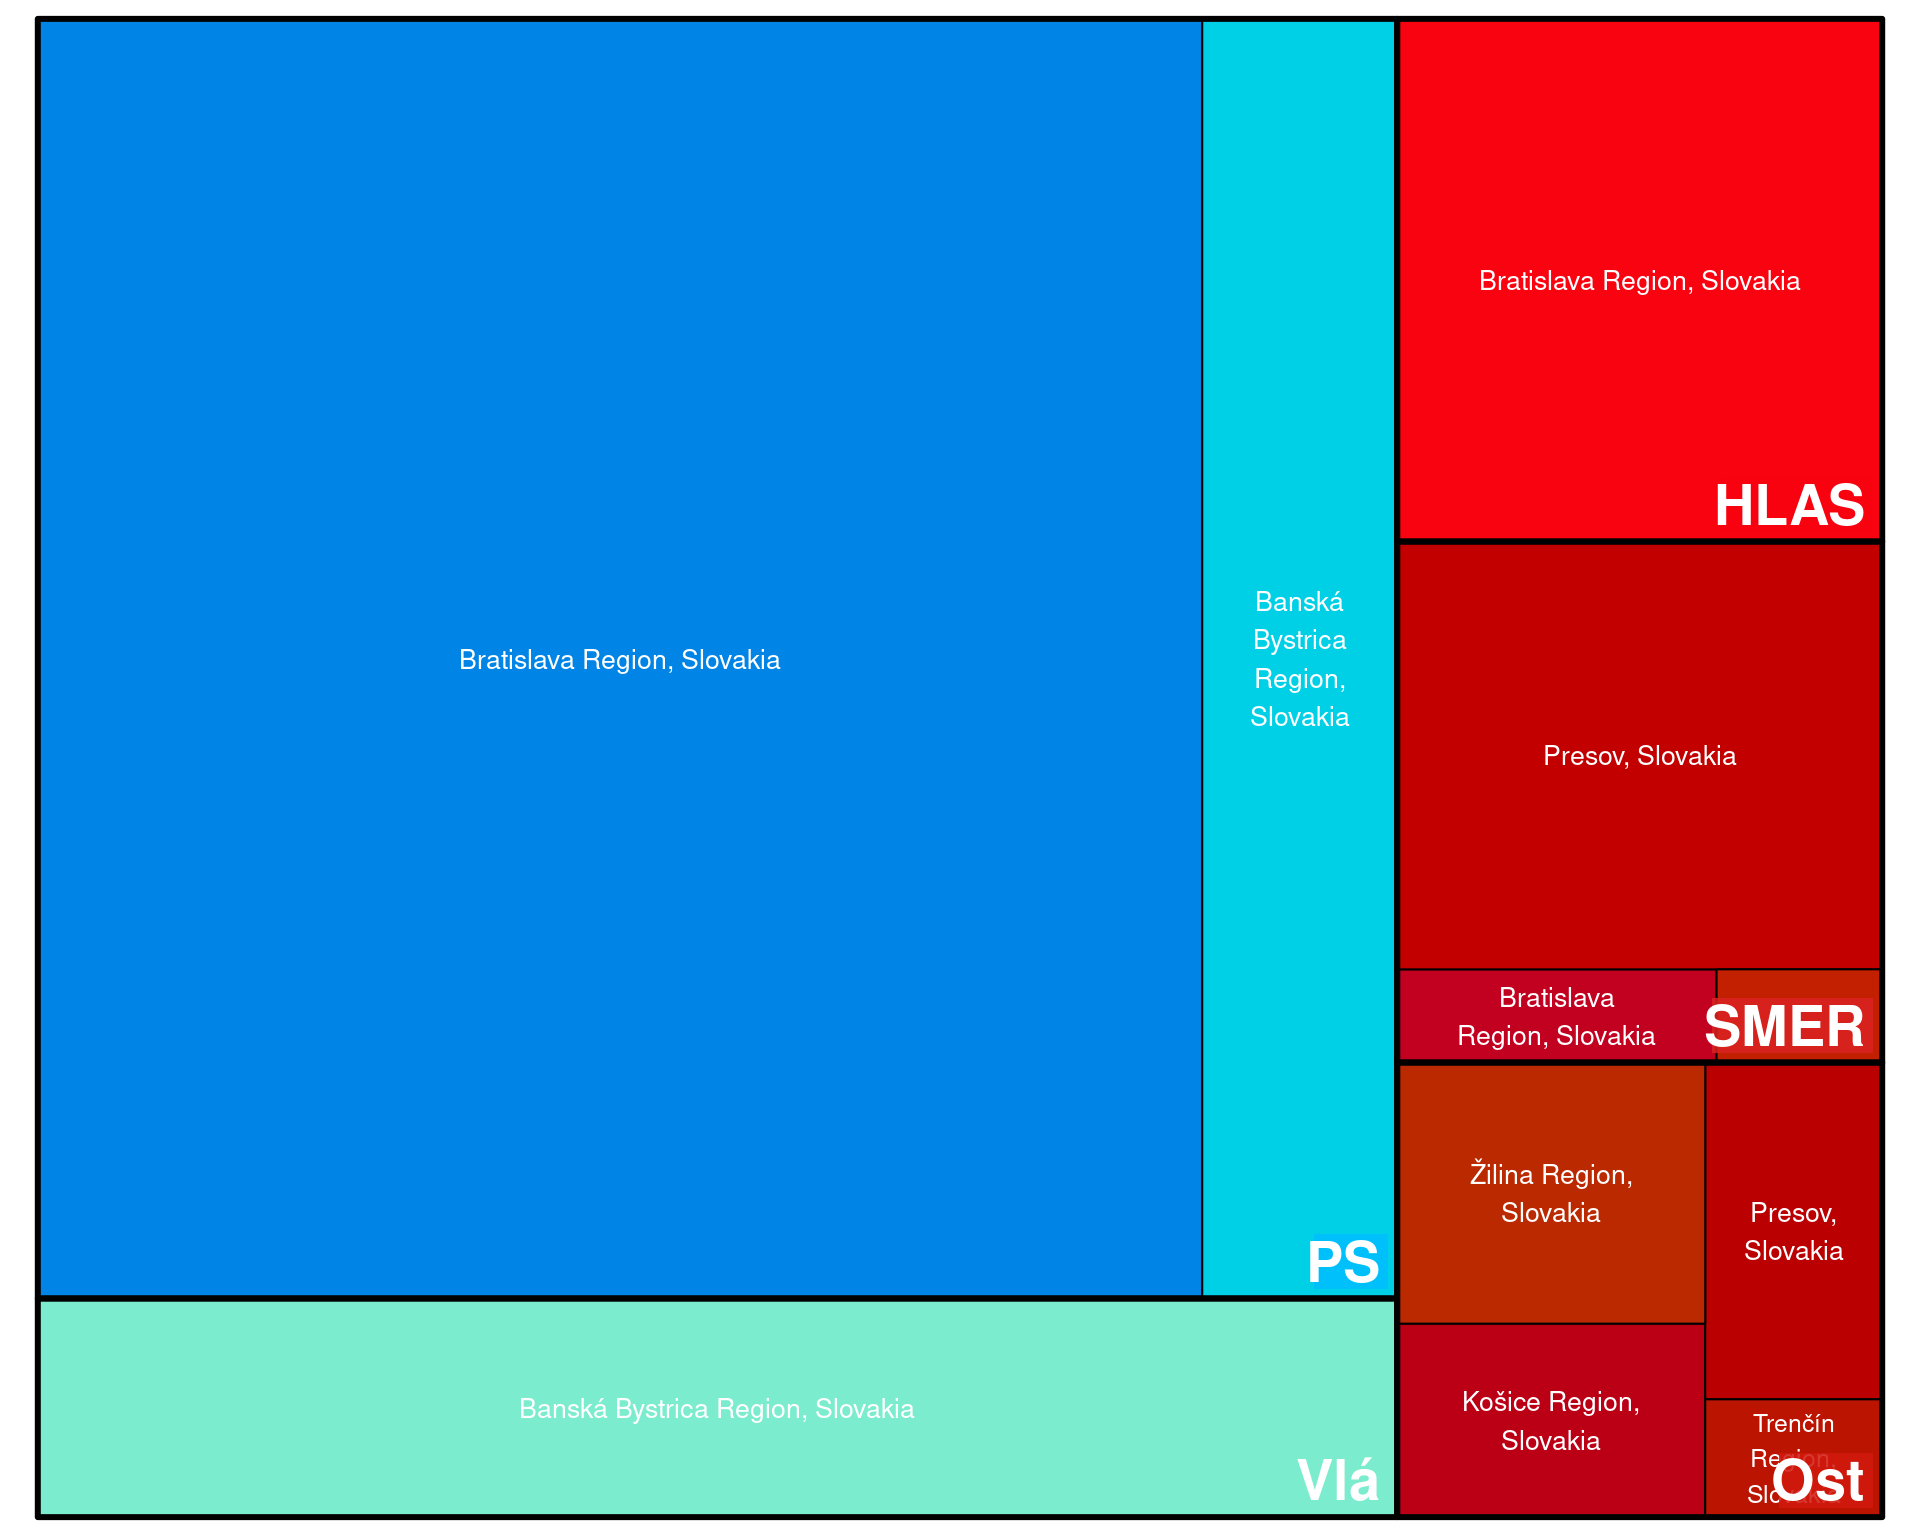 Bratislava Region, Slovakia
Banská
Bystrica
Region,
Slovakia
PS
Banská Bystrica Region, Slovakia
Vlá
Bratislava Region, Slovakia
HLAS
Presov, Slovakia
Bratislava
Region, Slovakia
SMER
Žilina Region,
Slovakia
Presov,
Slovakia
Košice Region,
Slovakia
Trenčín
Region,
Ost